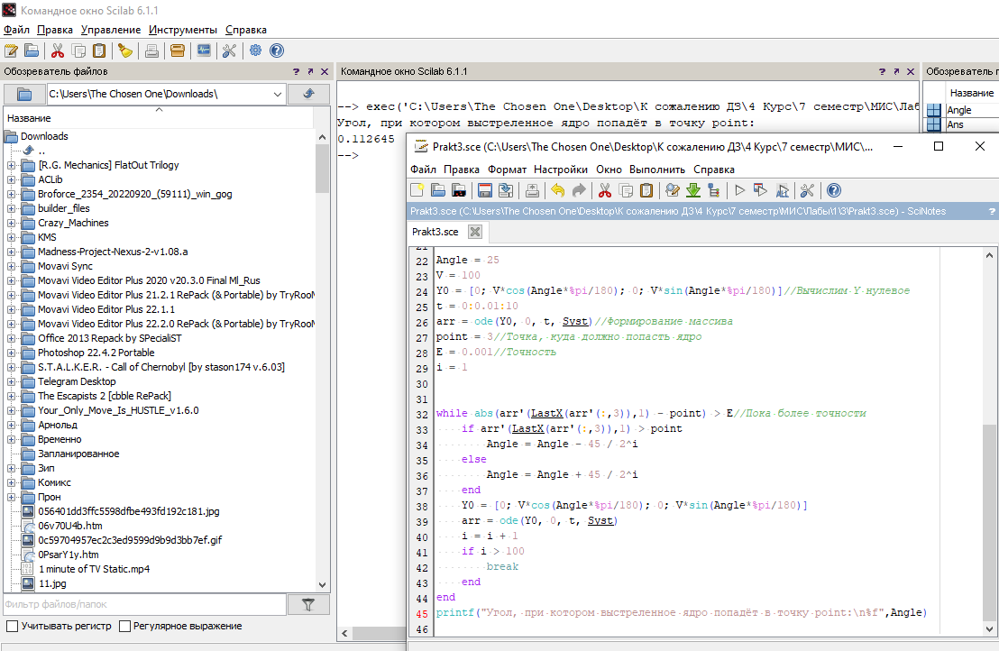 Командное окно Scilab 6.1.1
Файл Правка Управление Инструменты Справка
Обозреватель файлов
C:\Users\The Chosen One\Downloads\
Название
Downloads
..
[R.G. Mechanics] FlatOut Trilogy
ACLib
Broforce_2354_20220920_(59111)_win_gog
builder_files
Crazy_Machines
KMS
Madness-Project-Nexus-2-v1.08.a
Movavi Sync
Movavi Video Editor Plus 2020 v20.3.0 Final Ml_Rus
Movavi Video Editor Plus 21.2.1 RePack (& Portable) by TryRooM
Movavi Video Editor Plus 22.1.1
Movavi Video Editor Plus 22.2.0 RePack (& Portable) by TryRooM
Office 2013 Repack by SPecialiST
Photoshop 22.4.2 Portable
S.T.A.L.K.E.R. - Call of Chernobyl [by stason174 v.6.03]
Telegram Desktop
The Escapists 2 [cbble RePack]
Your_Only_Move_Is_HUSTLE_v1.6.0
Арнольд
Временно
Запланированное
Зип
Комикс
Прон
056401dd3ffc5598dfbe493fd192c181.jpg
06v70U4b.htm
0c59704957ec2c3ed9599d9b9d3bb7ef.gif
0PsarY1y.htm
1 minute of TV Static.mp4
11.jpg
Фильтр файлов/папок
Учитывать регистр Регулярное выражение
Командное окно Scilab 6.1.1
--> exec('C:\Users\The Chosen One\Desktop\К сожалению ДЗ\4 Курс\7 семестр\МИС\Лаб
Угол, при котором выстреленное ядро попадёт в точку point:
0.112645
-->
Обозреватель п
Название
Angle
Ans
Prakt3.sce (C:\Users\The Chosen One\Desktop\К сожалению ДЗ\4 Курс\7 семестр\МИС\...
Файл Правка Формат Настройки Окно Выполнить Справка
Prakt3.sce (C:\Users\The Chosen One\Desktop\К сожалению ДЗ\4 Курс\7 семестр\МИС\Лабы\1\3\Prakt3.sce) - SciNotes
Prakt3.sce
21
22 Angle = 25
23 V = 100
24 Y0 = [0; V*cos(Angle*%pi/180); 0; V*sin(Angle*%pi/180)]//Вычислим Y нулевое
25 t = 0:0.01:10
26 arr = ode(Y0, 0, t, Syst)//Формирование массива
27 point = 3//Точка, куда должно попасть ядро
28 E = 0.001//Точность
29 i = 1
30
31
32 while abs(arr'(LastX(arr'(:,3)),1) - point) > E//Пока более точности
33 if arr'(LastX(arr'(:,3)),1) > point
34 Angle = Angle - 45 / 2^i
35 else
36 Angle = Angle + 45 / 2^i
37 end
38 Y0 = [0; V*cos(Angle*%pi/180); 0; V*sin(Angle*%pi/180)]
39 arr = ode(Y0, 0, t, Syst)
40 i = i + 1
41 if i > 100
42 break
43 end
44 end
45 printf("Угол, при котором выстреленное ядро попадёт в точку point:\n%f",Angle)
46